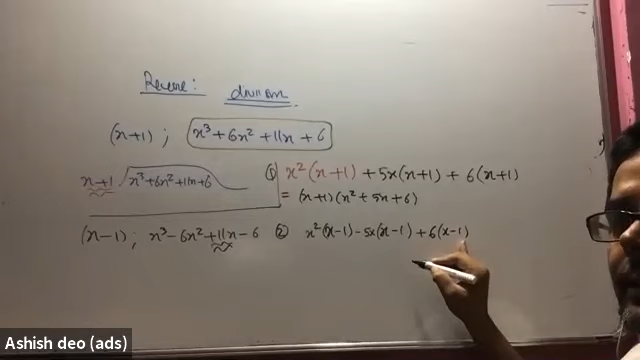 Reverse: division
(x+1) ; x³+6x²+11x+6
x+1 x³+6x²+11x+6 ① x²(x+1)+5x(x+1)+6(x+1)
= (x+1)(x²+5x+6)
(x-1) ; x³-6x²+11x-6 ② x²(x-1)-5x(x-1)+6(x-1)
Ashish deo (ads)